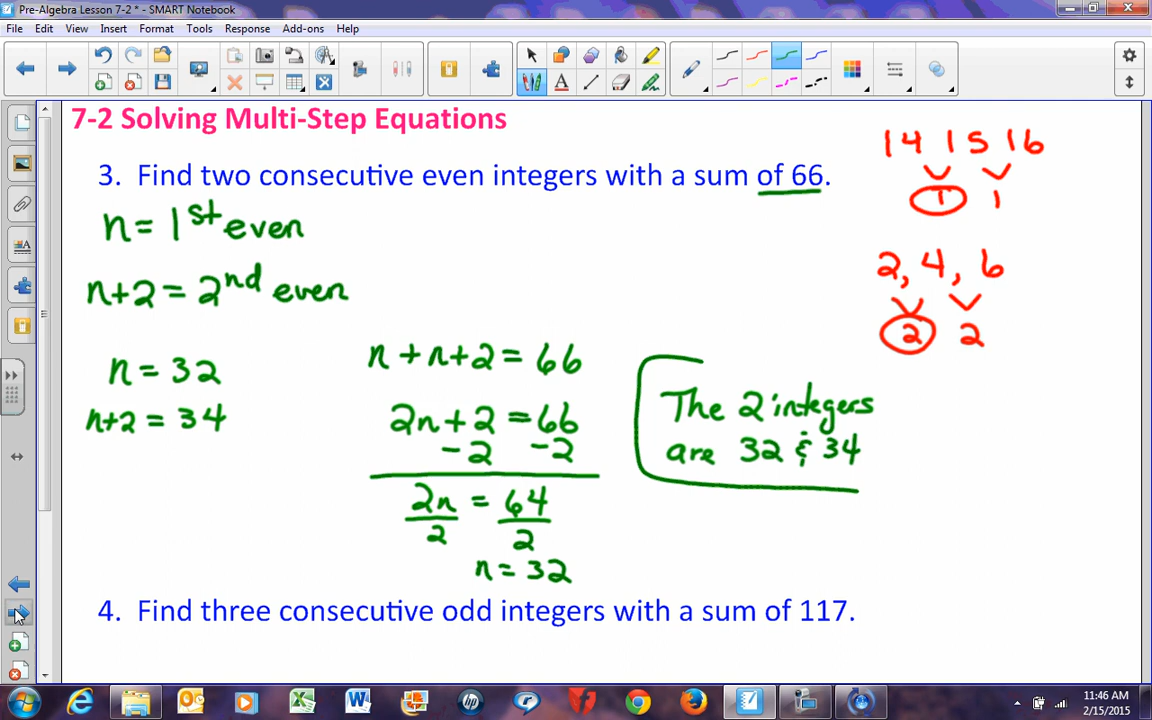 Pre-Algebra Lesson 7-2 * - SMART Notebook
File Edit View Insert Format Tools Response Add-ons Help
7-2 Solving Multi-Step Equations
3. Find two consecutive even integers with a sum of 66.
n = 1st even
n+2 = 2nd even
n = 32
n+2 = 34
n + n+2 = 66
2n+2 = 66
-2 -2
2n = 64
2 2
n = 32
The 2 integers
are 32 & 34
14 15 16
1 1
2, 4, 6
2 2
4. Find three consecutive odd integers with a sum of 117.
11:46 AM
2/15/2015